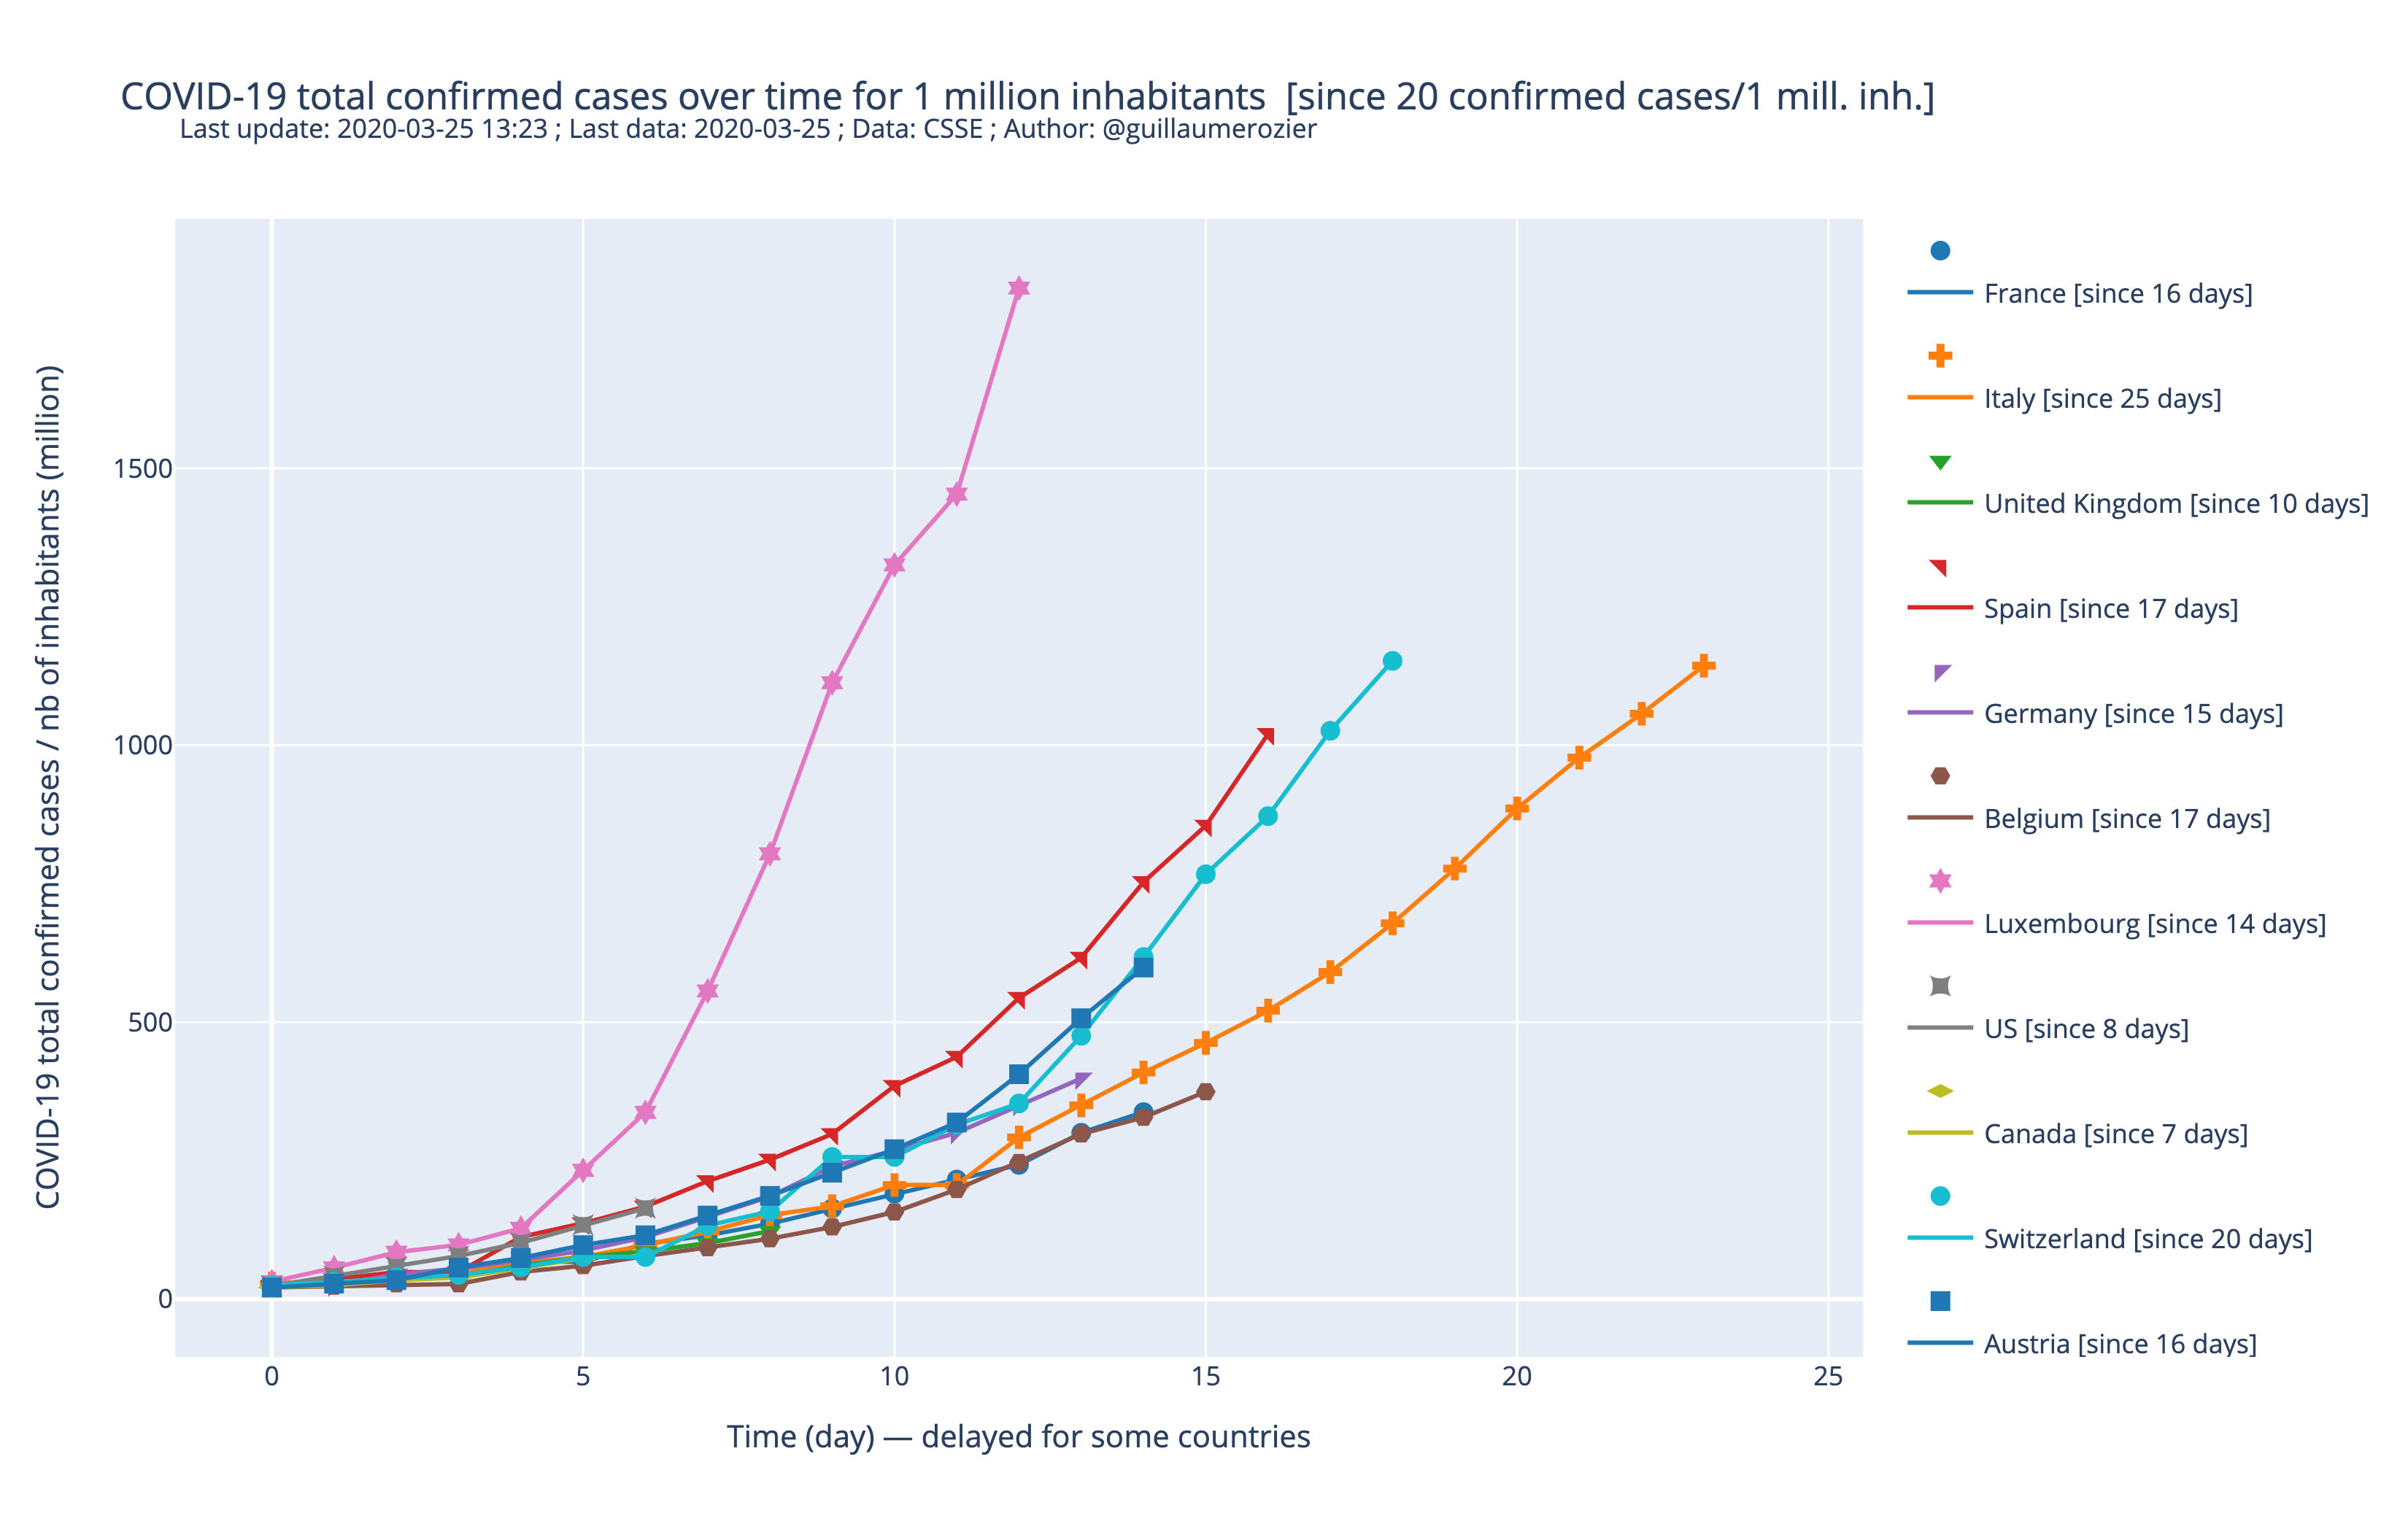 COVID-19 total confirmed cases over time for 1 million inhabitants  [since 20 confirmed cases/1 mill. inh.]
Last update: 2020-03-25 13:23 ; Last data: 2020-03-25 ; Data: CSSE ; Author: @guillaumerozier
COVID-19 total confirmed cases / nb of inhabitants (million)
1500
1000
500
0
0
5
10
15
20
25
Time (day) — delayed for some countries
France [since 16 days]
Italy [since 25 days]
United Kingdom [since 10 days]
Spain [since 17 days]
Germany [since 15 days]
Belgium [since 17 days]
Luxembourg [since 14 days]
US [since 8 days]
Canada [since 7 days]
Switzerland [since 20 days]
Austria [since 16 days]